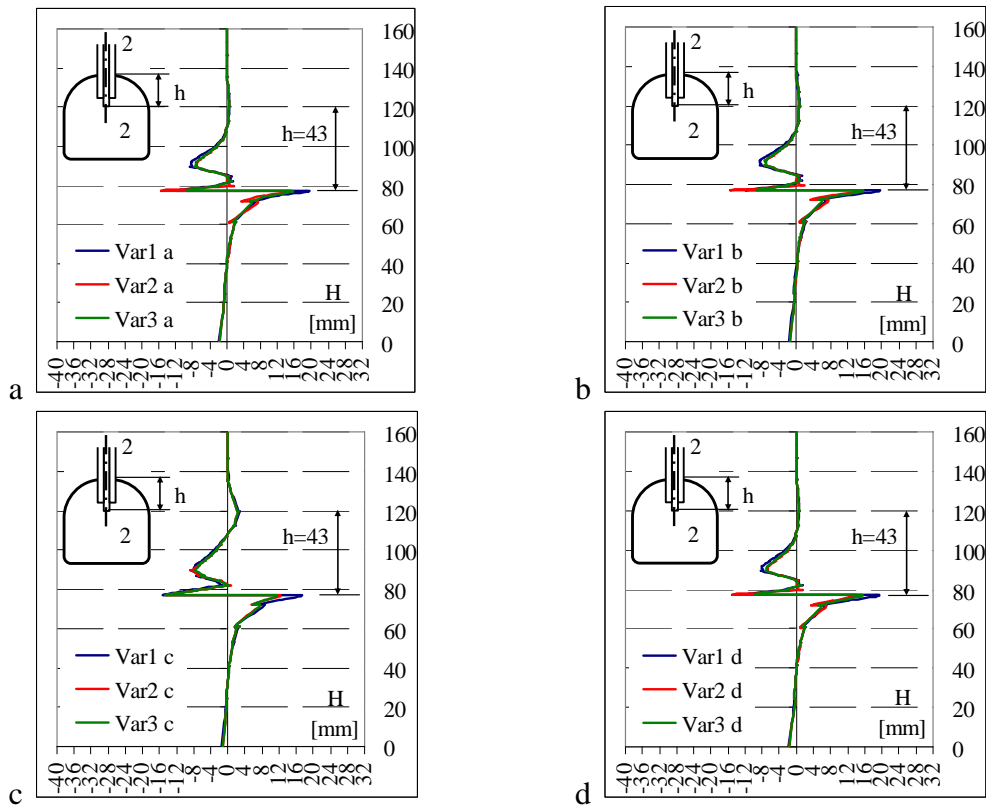 2
h
2
h=43
Var1 a
Var2 a
Var3 a
H
[mm]
160
140
120
100
80
60
40
20
0
-40 -36 -32 -28 -24 -20 -16 -12 -8 -4 0 4 8 12 16 20 24 28 32
a
2
h
2
h=43
Var1 b
Var2 b
Var3 b
H
[mm]
160
140
120
100
80
60
40
20
0
-40 -36 -32 -28 -24 -20 -16 -12 -8 -4 0 4 8 12 16 20 24 28 32
b
2
h
2
h=43
Var1 c
Var2 c
Var3 c
H
[mm]
160
140
120
100
80
60
40
20
0
-40 -36 -32 -28 -24 -20 -16 -12 -8 -4 0 4 8 12 16 20 24 28 32
c
2
h
2
h=43
Var1 d
Var2 d
Var3 d
H
[mm]
160
140
120
100
80
60
40
20
0
-40 -36 -32 -28 -24 -20 -16 -12 -8 -4 0 4 8 12 16 20 24 28 32
d